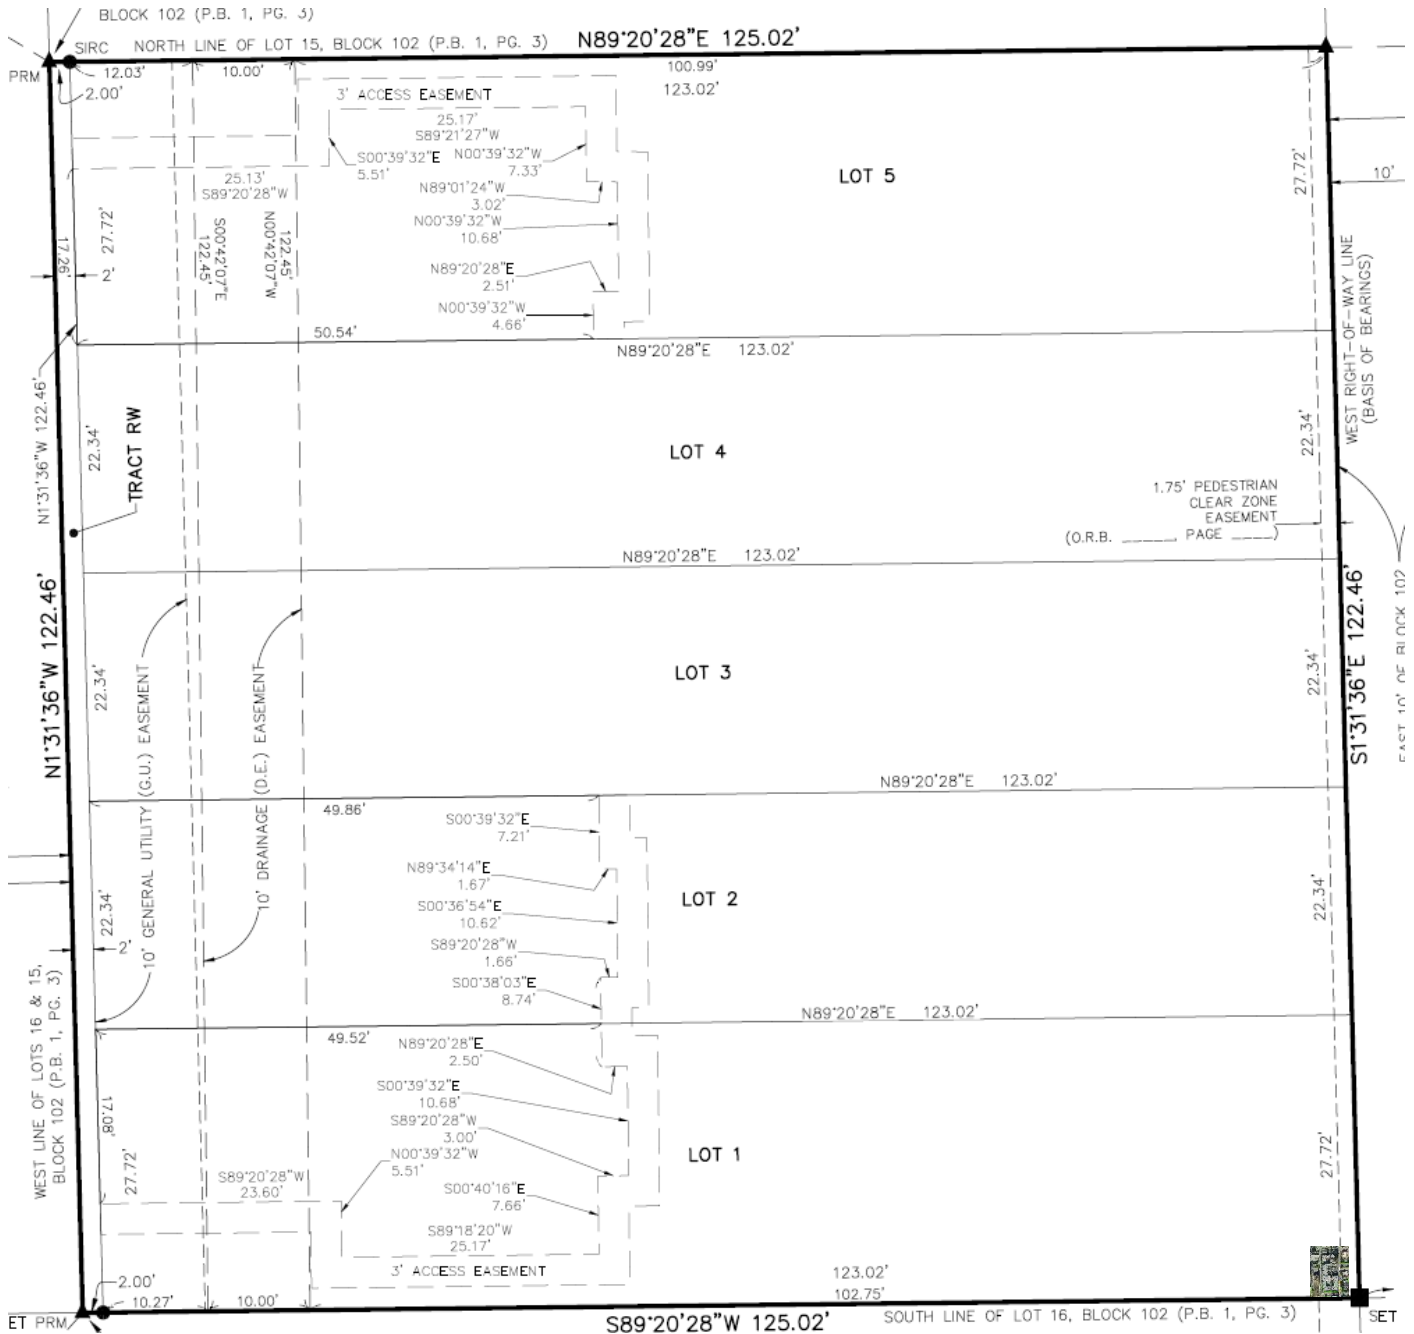 BLOCK 102 (P.B. 1, PG. 3)
SIRC
NORTH LINE OF LOT 15, BLOCK 102 (P.B. 1, PG. 3)
N89°20'28"E 125.02'
PRM
12.03'
10.00'
100.99'
2.00'
123.02'
3' ACCESS EASEMENT
25.17'
S89°21'27"W
S00°39'32"E
5.51'
N00°39'32"W
7.33'
25.13'
S89°20'28"W
N89°01'24"W
3.02'
N00°39'32"W
10.68'
N89°20'28"E
2.51'
N00°39'32"W
4.66'
LOT 5
27.72'
10'
17.26'
27.72'
2'
S00°42'07"E
122.45'
N00°42'07"W
122.45'
WEST RIGHT-OF-WAY LINE
(BASIS OF BEARINGS)
50.54'
N89°20'28"E 123.02'
N1°31'36"W 122.46'
22.34'
TRACT RW
LOT 4
22.34'
1.75' PEDESTRIAN
CLEAR ZONE
EASEMENT
(O.R.B. ______ PAGE ____)
N89°20'28"E 123.02'
N1°31'36"W 122.46'
22.34'
10' GENERAL UTILITY (G.U.) EASEMENT
10' DRAINAGE (D.E.) EASEMENT
LOT 3
22.34'
S1°31'36"E 122.46'
EAST 10' OF BLOCK 102
N89°20'28"E 123.02'
49.86'
S00°39'32"E
7.21'
N89°34'14"E
1.67'
S00°36'54"E
10.62'
S89°20'28"W
1.66'
S00°38'03"E
8.74'
22.34'
2'
LOT 2
22.34'
N89°20'28"E 123.02'
WEST LINE OF LOTS 16 & 15,
BLOCK 102 (P.B. 1, PG. 3)
49.52'
N89°20'28"E
2.50'
S00°39'32"E
10.68'
S89°20'28"W
3.00'
N00°39'32"W
5.51'
S00°40'16"E
7.66'
S89°18'20"W
25.17'
17.08'
27.72'
S89°20'28"W
23.60'
LOT 1
27.72'
3' ACCESS EASEMENT
2.00'
10.27'
10.00'
123.02'
102.75'
ET PRM
S89°20'28"W 125.02'
SOUTH LINE OF LOT 16, BLOCK 102 (P.B. 1, PG. 3)
SET